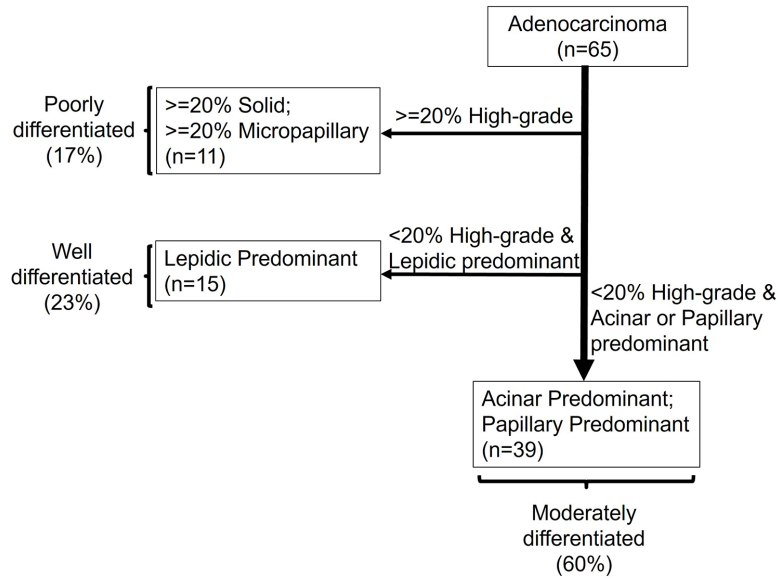 Adenocarcinoma
(n=65)
Poorly
differentiated
(17%)
>=20% Solid;
>=20% Micropapillary
(n=11)
>=20% High-grade
Well
differentiated
(23%)
Lepidic Predominant
(n=15)
<20% High-grade &
Lepidic predominant
<20% High-grade &
Acinar or Papillary
predominant
Acinar Predominant;
Papillary Predominant
(n=39)
Moderately
differentiated
(60%)